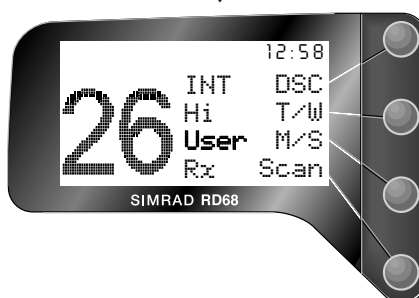 12:58
26
INT DSC
Hi T/W
User M/S
Rx Scan
SIMRAD RD68